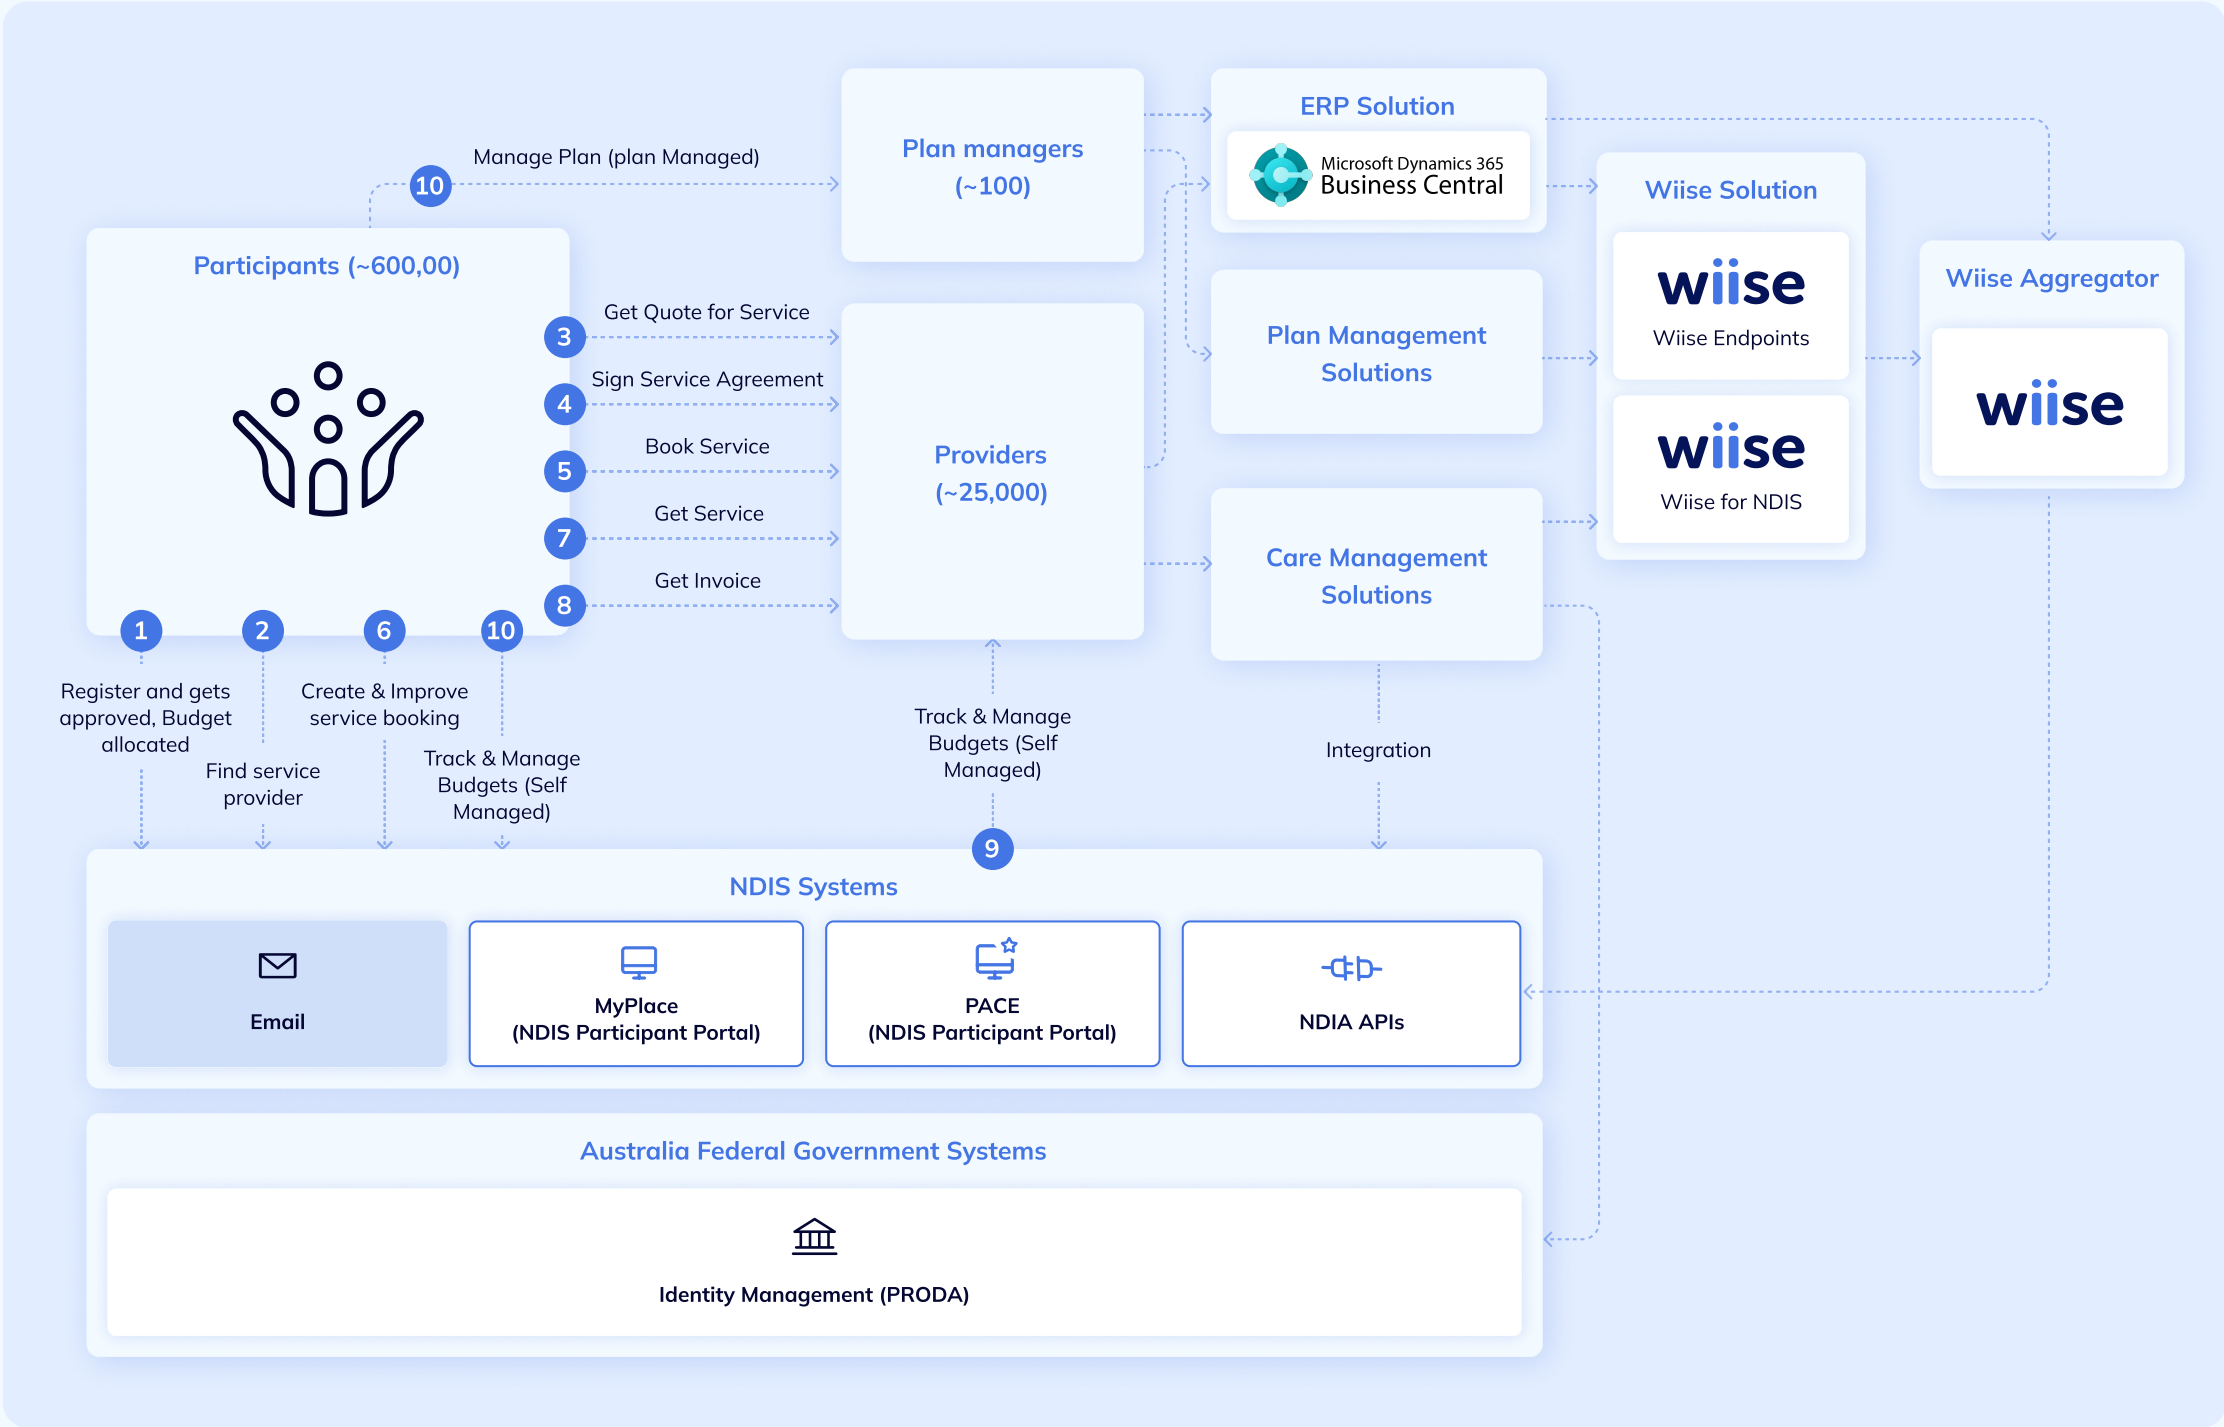 Manage Plan (plan Managed)
10
Participants (~600,00)
3
Get Quote for Service
4
Sign Service Agreement
5
Book Service
7
Get Service
8
Get Invoice
1
Register and gets
approved, Budget
allocated
2
Find service
provider
6
Create & Improve
service booking
10
Track & Manage
Budgets (Self
Managed)
Plan managers
(~100)
Providers
(~25,000)
9
Track & Manage
Budgets (Self
Managed)
ERP Solution
Microsoft Dynamics 365
Business Central
Plan Management
Solutions
Care Management
Solutions
Integration
Wiise Solution
wiise
Wiise Endpoints
wiise
Wiise for NDIS
Wiise Aggregator
wiise
NDIS Systems
Email
MyPlace
(NDIS Participant Portal)
PACE
(NDIS Participant Portal)
NDIA APIs
Australia Federal Government Systems
Identity Management (PRODA)